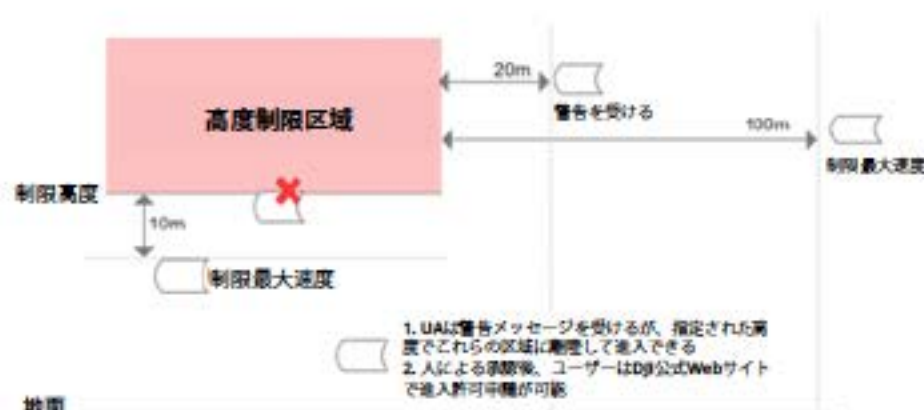 20m
警告を受ける
高度制限区域
100m
制限最大速度
制限高度
10m
制限最大速度
1. UAは警告メッセージを受けるが、指定された高
度でこれらの区域に離陸して進入できる
2. 人による承認後、ユーザーはDJI公式Webサイト
で進入許可申請が可能
地面